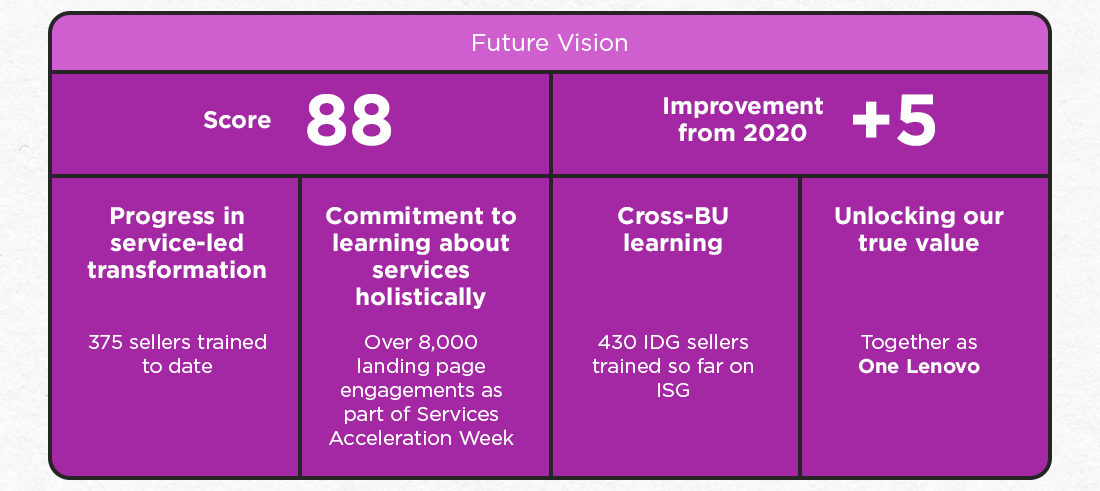 Future Vision
Score 88
Improvement
from 2020
+5
Progress in
service-led
transformation
375 sellers trained
to date
Commitment to
learning about
services
holistically
Over 8,000
landing page
engagements as
part of Services
Acceleration Week
Cross-BU
learning
430 IDG sellers
trained so far on
ISG
Unlocking our
true value
Together as
One Lenovo